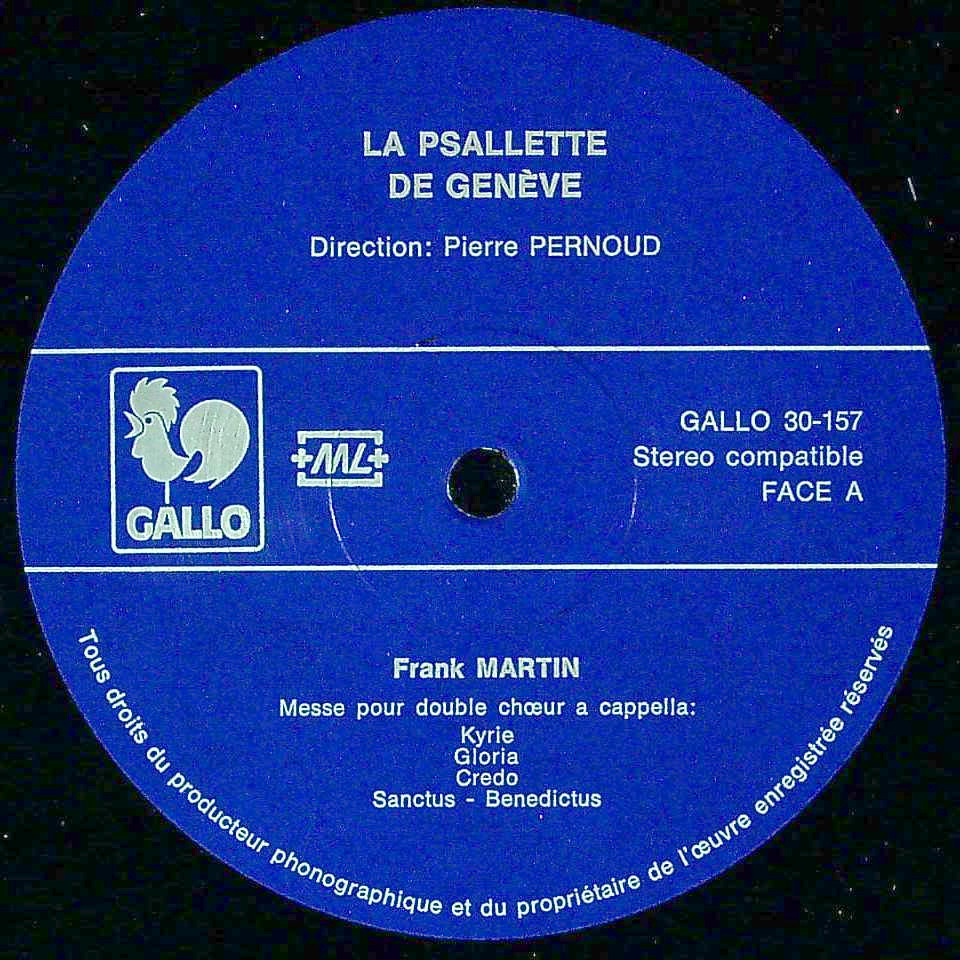 LA PSALLETTE
DE GENÈVE
Direction: Pierre PERNOUD
GALLO
+ML+
GALLO 30-157
Stereo compatible
FACE A
Frank MARTIN
Messe pour double chœur a cappella:
Kyrie
Gloria
Credo
Sanctus - Benedictus
Tous droits du producteur phonographique et du propriétaire de l'œuvre enregistrée réservés